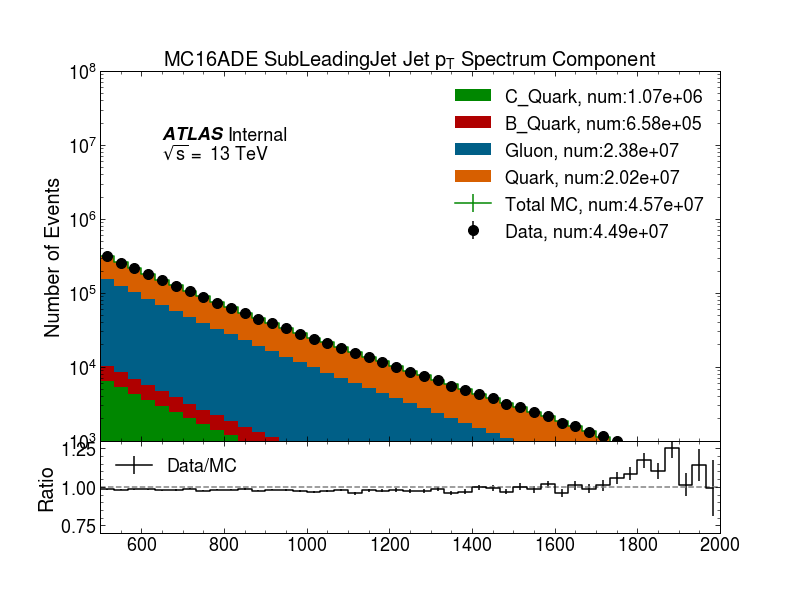 MC16ADE SubLeadingJet Jet p_T Spectrum Component
10^8
10^7
10^6
10^5
10^4
10^3
Number of Events
ATLAS Internal
√s = 13 TeV
C_Quark, num:1.07e+06
B_Quark, num:6.58e+05
Gluon, num:2.38e+07
Quark, num:2.02e+07
Total MC, num:4.57e+07
Data, num:4.49e+07
1.25
1.00
0.75
Ratio
Data/MC
600 800 1000 1200 1400 1600 1800 2000